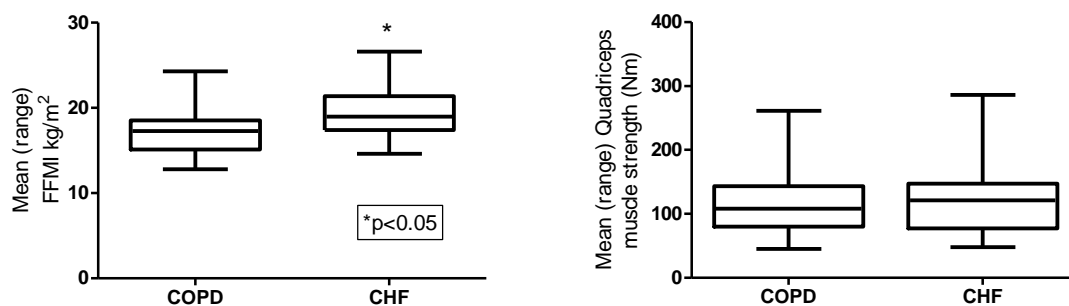 Mean (range)
FFMI kg/m²
30
20
10
0
*
*p<0.05
COPD
CHF
Mean (range) Quadriceps
muscle strength (Nm)
400
300
200
100
0
COPD
CHF